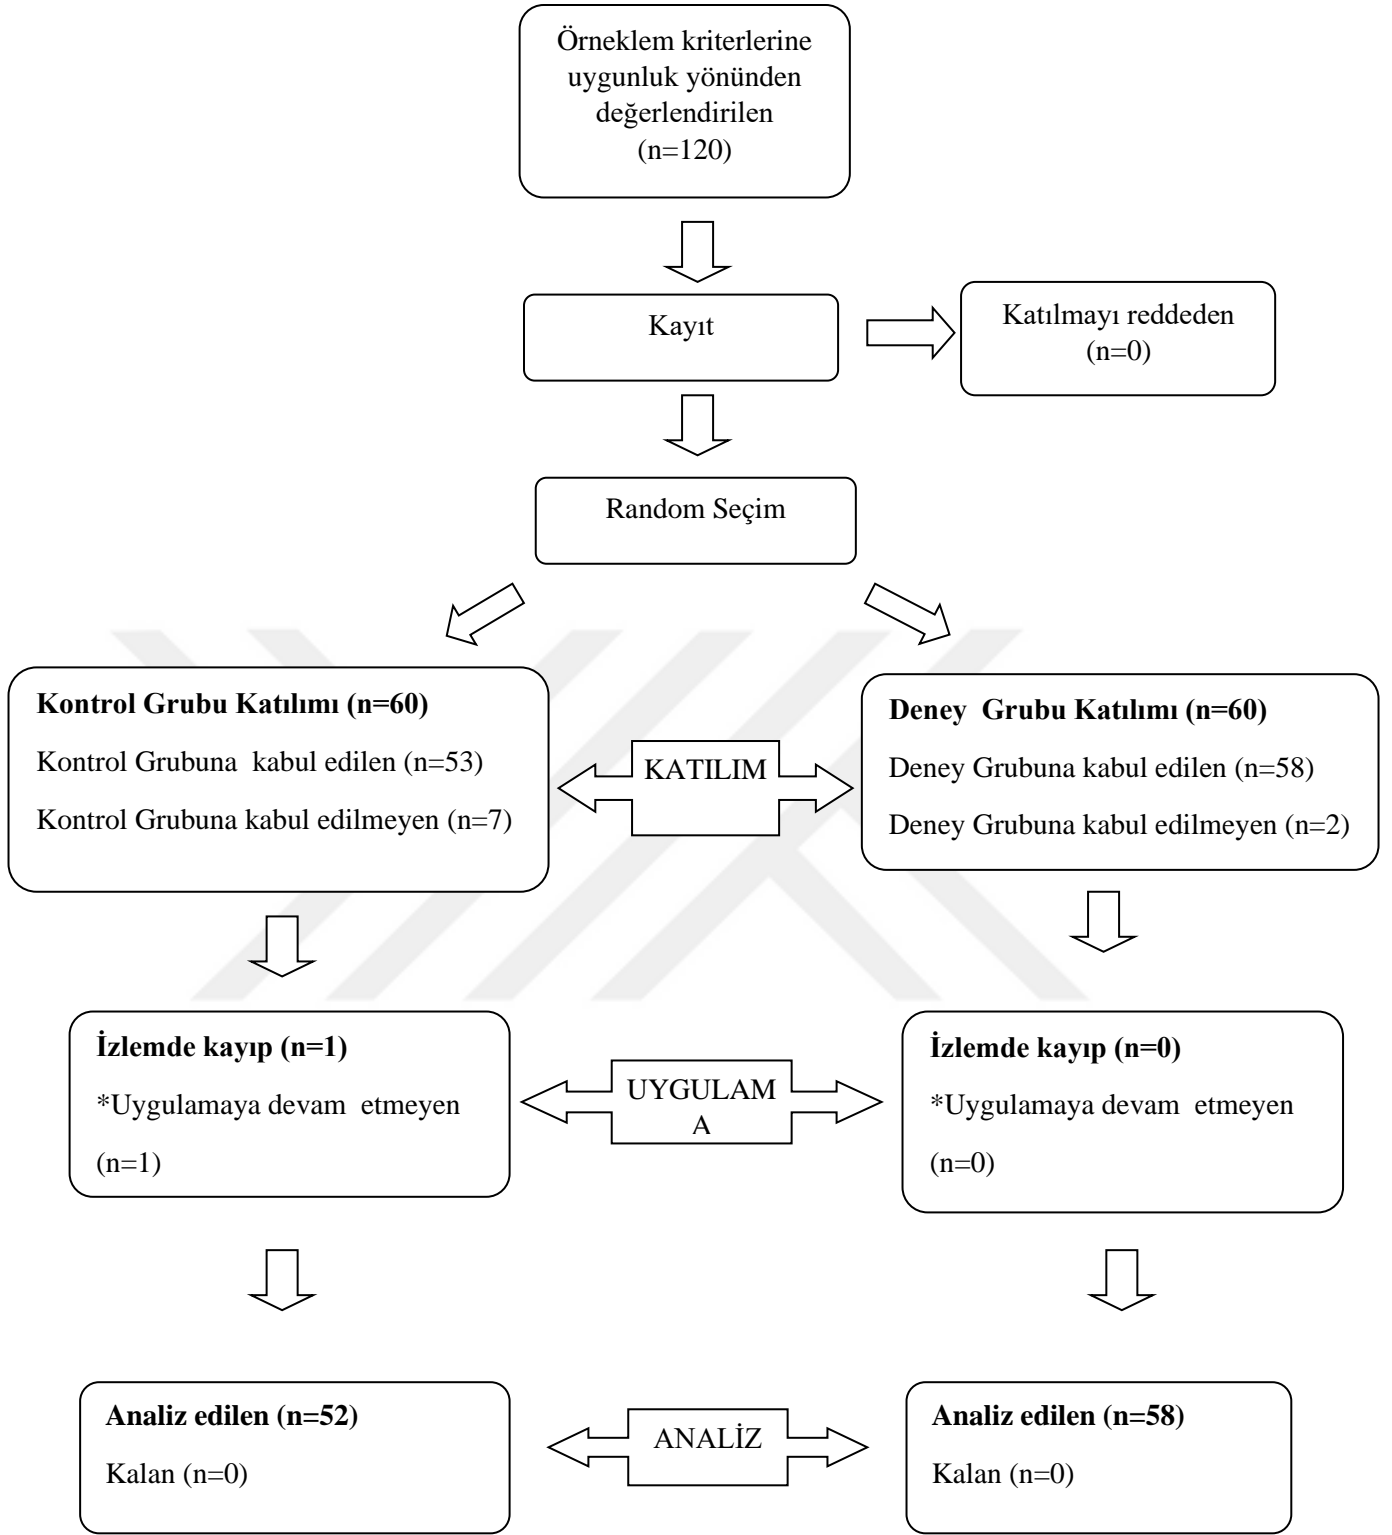 Örneklem kriterlerine
uygunluk yönünden
değerlendirilen
(n=120)
Kayıt
Katılmayı reddeden
(n=0)
Random Seçim
Kontrol Grubu Katılımı (n=60)
Kontrol Grubuna kabul edilen (n=53)
Kontrol Grubuna kabul edilmeyen (n=7)
KATILIM
Deney Grubu Katılımı (n=60)
Deney Grubuna kabul edilen (n=58)
Deney Grubuna kabul edilmeyen (n=2)
İzlemde kayıp (n=1)
*Uygulamaya devam etmeyen
(n=1)
UYGULAM
A
İzlemde kayıp (n=0)
*Uygulamaya devam etmeyen
(n=0)
Analiz edilen (n=52)
Kalan (n=0)
ANALİZ
Analiz edilen (n=58)
Kalan (n=0)